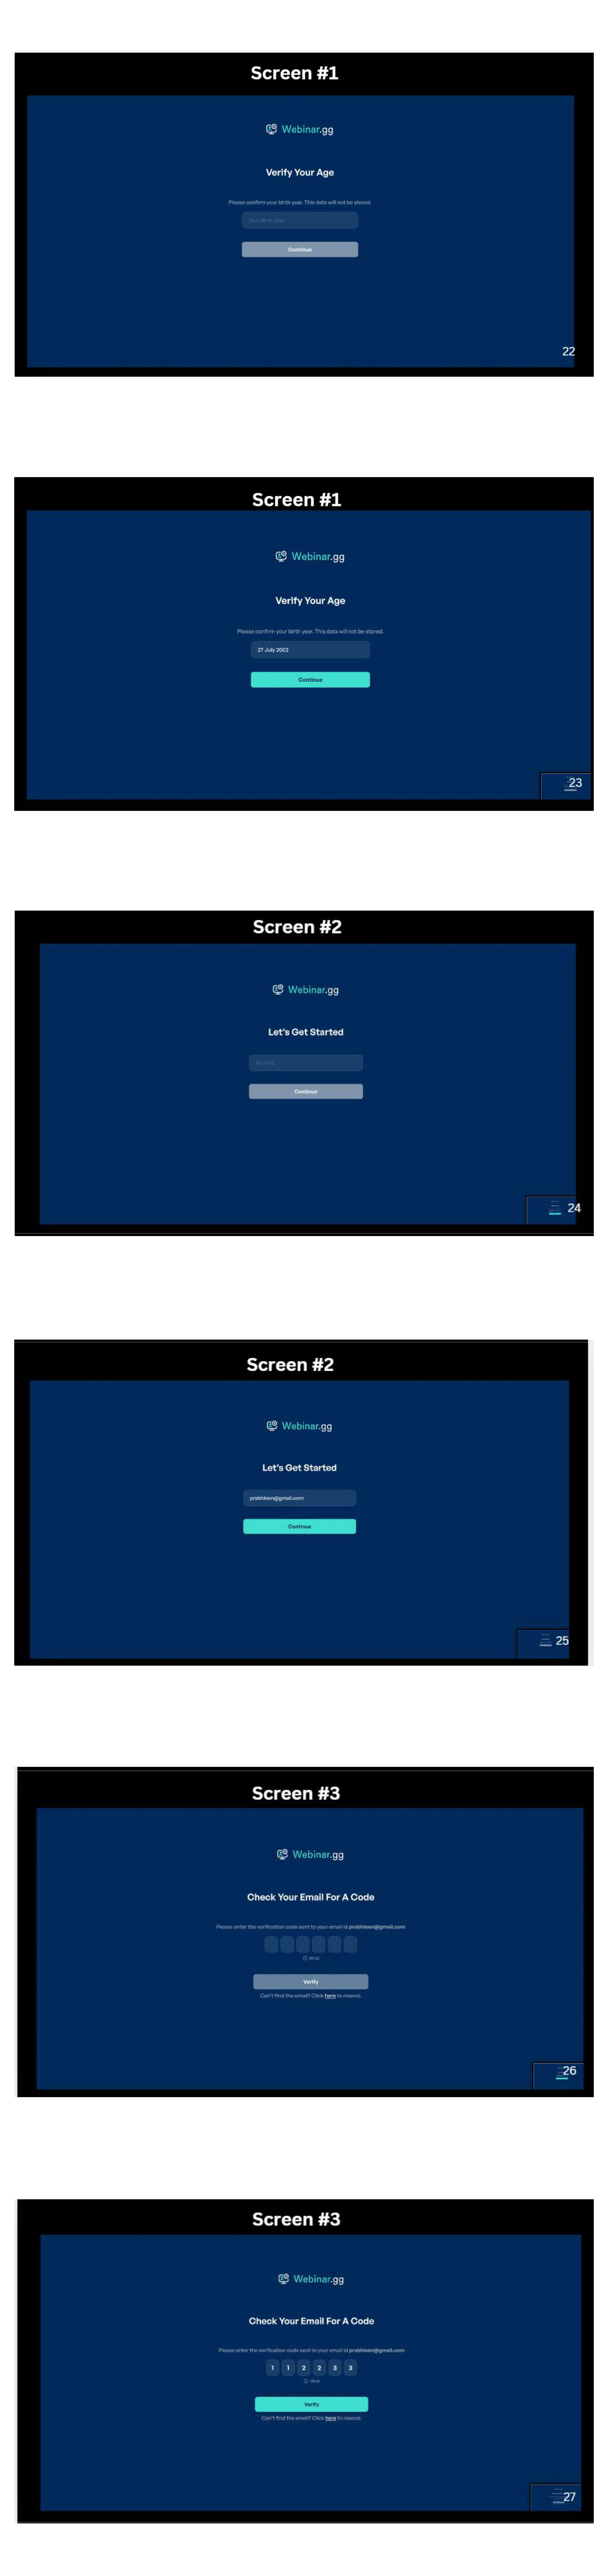 Screen #1
Webinar.gg
Verify Your Age
Please confirm your birth year. This data will not be stored.
Your Birth Year
Continue
22
Screen #1
Webinar.gg
Verify Your Age
Please confirm your birth year. This data will not be stored.
27 July 2002
Continue
23
Screen #2
Webinar.gg
Let's Get Started
Email Id
Continue
24
Screen #2
Webinar.gg
Let's Get Started
prabhleen@gmail.com
Continue
25
Screen #3
Webinar.gg
Check Your Email For A Code
Please enter the verification code sent to your email id prabhleen@gmail.com
Verify
Can't find the email? Click here to resend.
26
Screen #3
Webinar.gg
Check Your Email For A Code
Please enter the verification code sent to your email id prabhleen@gmail.com
1 1 2 2 3 3
Verify
Can't find the email? Click here to resend.
27